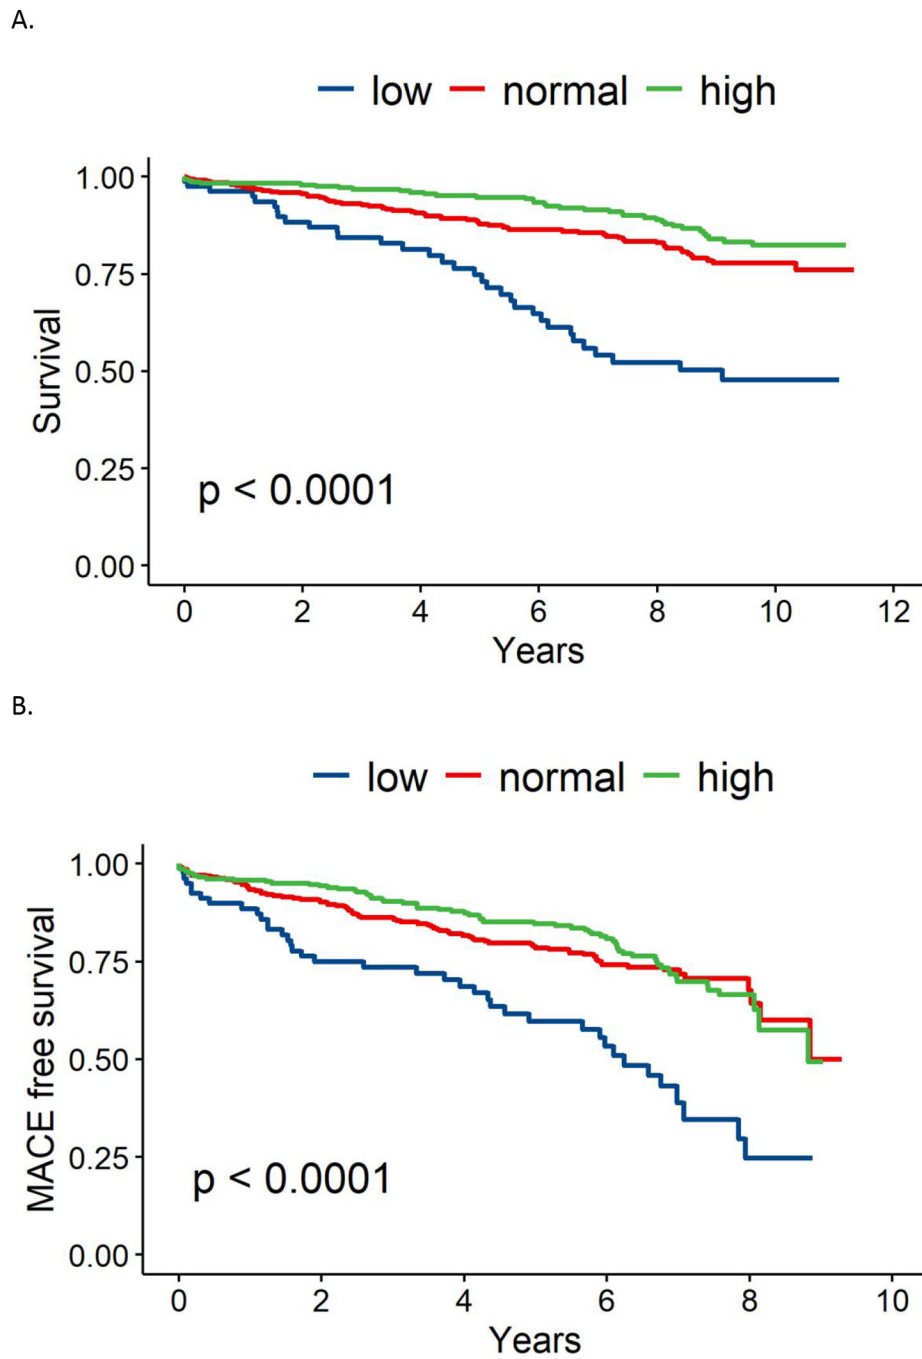 A.
low normal high
Survival
1.00
0.75
0.50
0.25
0.00
p < 0.0001
0 2 4 6 8 10 12
Years
B.
low normal high
MACE free survival
1.00
0.75
0.50
0.25
0.00
p < 0.0001
0 2 4 6 8 10
Years